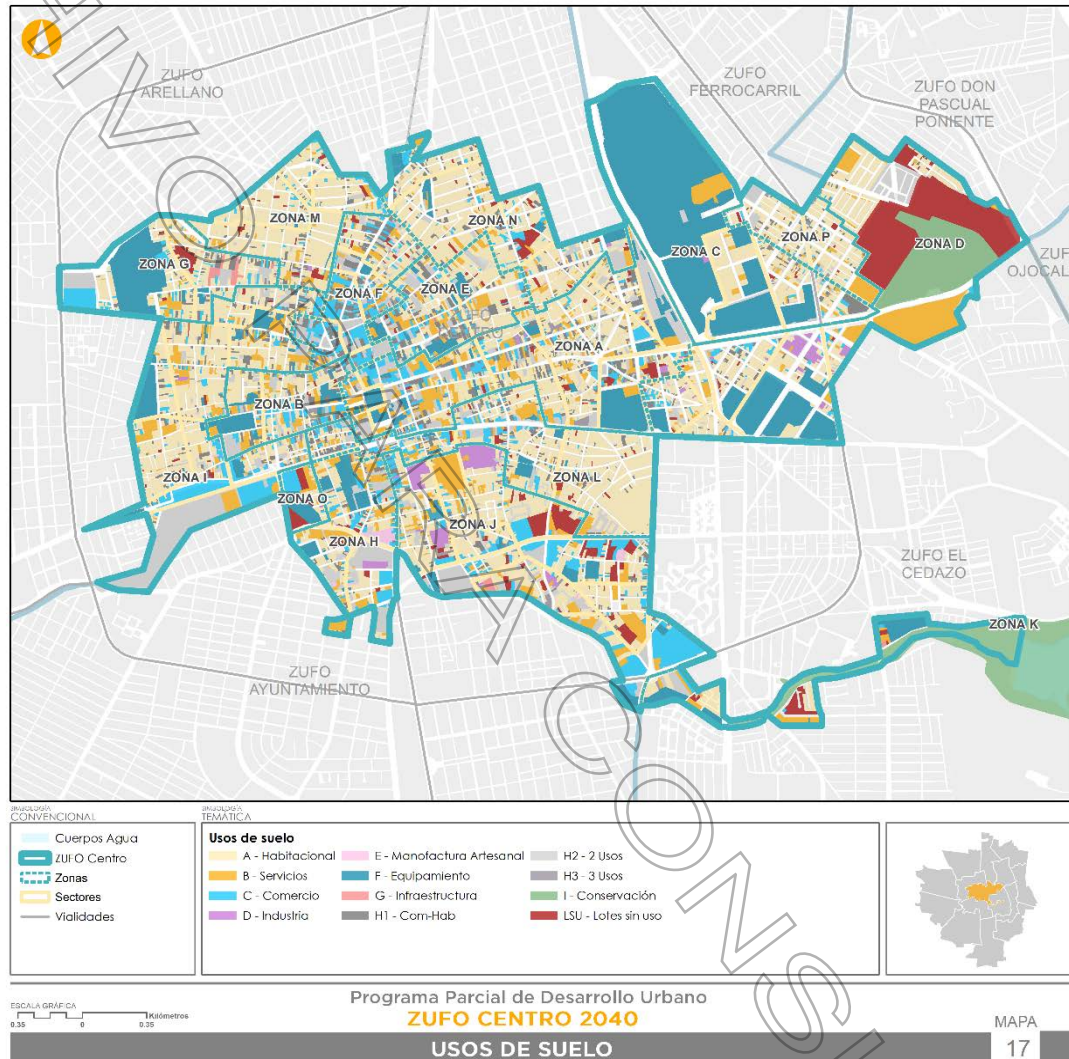 ZUFO
ARELLANO
ZUFO
FERROCARRIL
ZUFO DON
PASCUAL
PONIENTE
ZONA M
ZONA N
ZONA G
ZONA C
ZONA P
ZONA D
ZUF
OJOCAL
ZONA F
ZONA E
ZONA A
ZONA B
ZONA I
ZONA L
ZONA O
ZONA J
ZONA H
ZUFO EL
CEDAZO
ZONA K
ZUFO
AYUNTAMIENTO
SIMBOLOGÍA
CONVENCIONAL
Cuerpos Agua
ZUFO Centro
Zonas
Sectores
Vialidades
SIMBOLOGÍA
TEMÁTICA
Usos de suelo
A - Habitacional
B - Servicios
C - Comercio
D - Industria
E - Manofactura Artesanal
F - Equipamiento
G - Infraestructura
H1 - Com-Hab
H2 - 2 Usos
H3 - 3 Usos
I - Conservación
LSU - Lotes sin uso
ESCALA GRÁFICA
Kilómetros
0.35 0 0.35
Programa Parcial de Desarrollo Urbano
ZUFO CENTRO 2040
USOS DE SUELO
MAPA
17